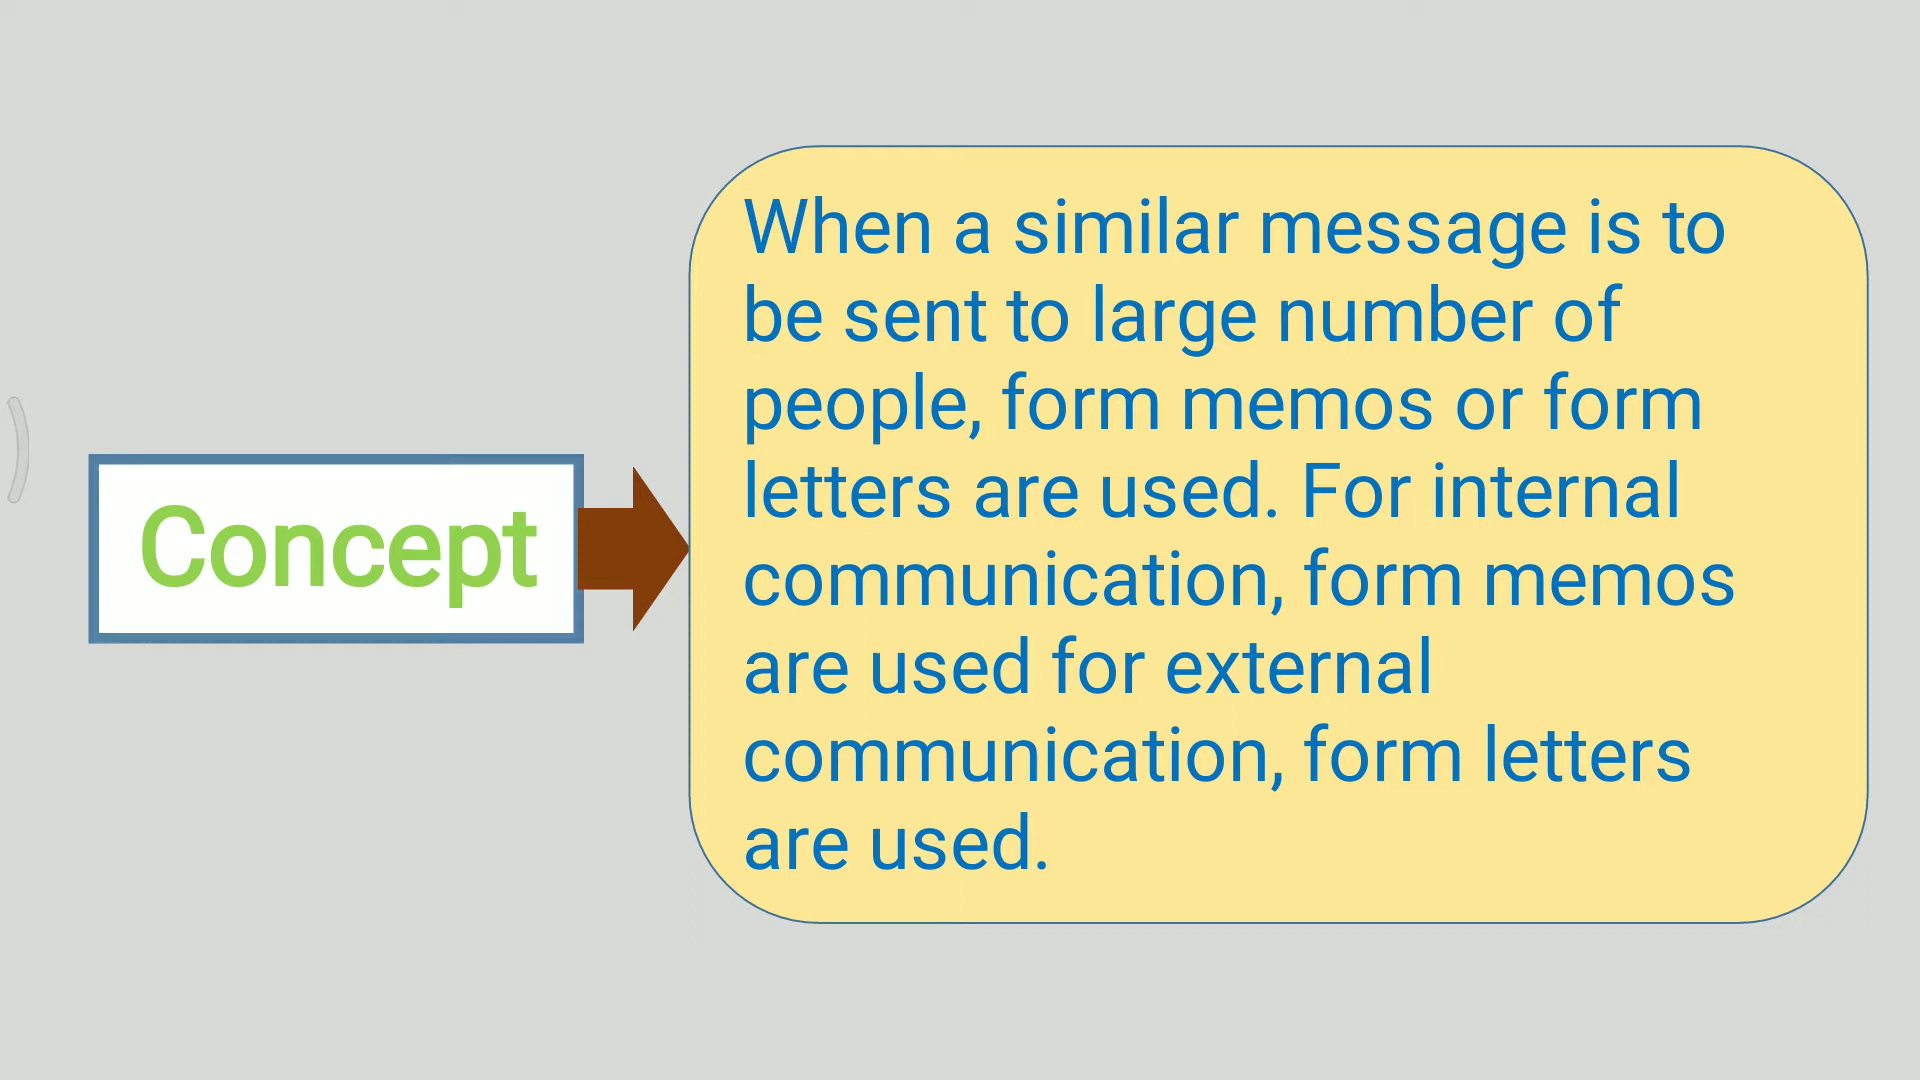 Concept
When a similar message is to
be sent to large number of
people, form memos or form
letters are used. For internal
communication, form memos
are used for external
communication, form letters
are used.